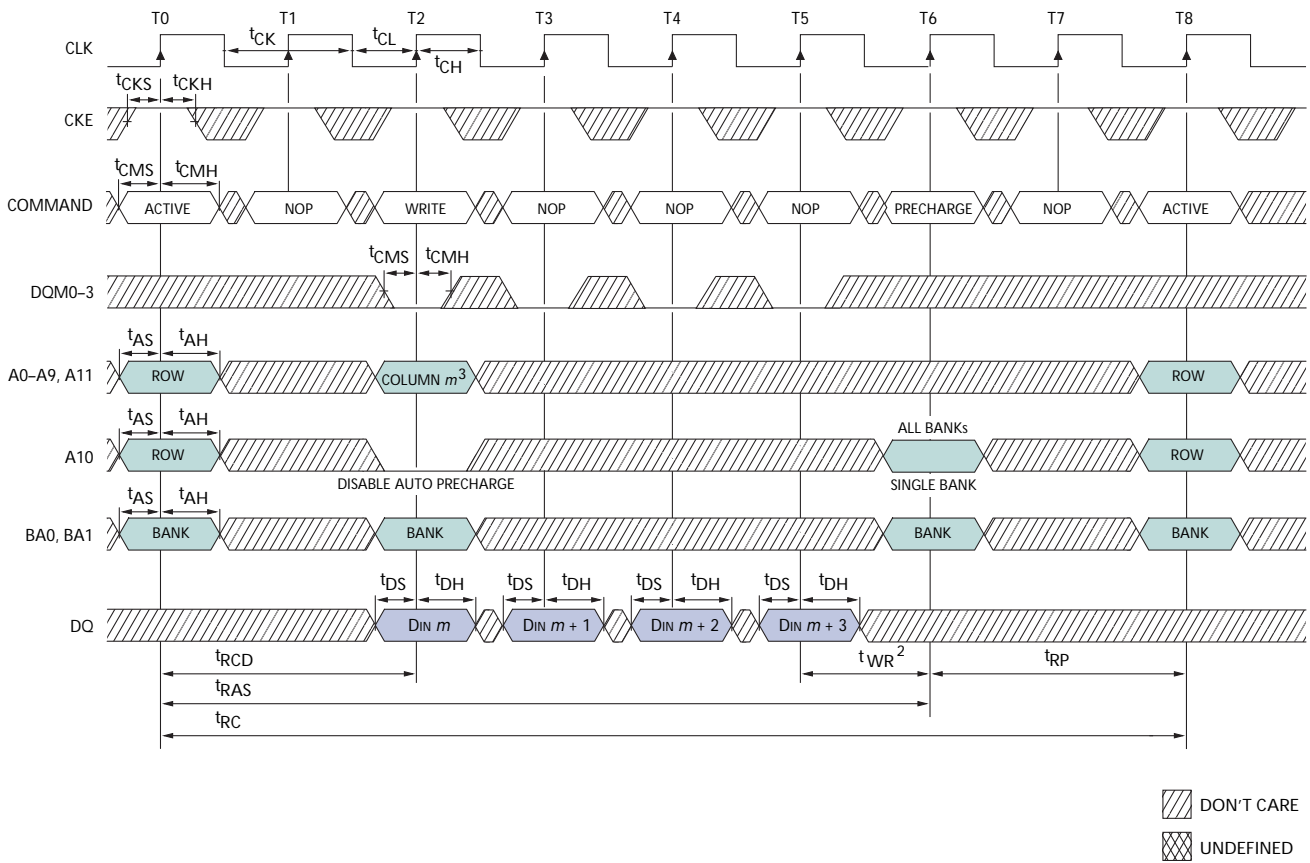 T0 T1 T2 T3 T4 T5 T6 T7 T8
CLK
tCK tCL
tCH
tCKS tCKH
CKE
tCMS tCMH
COMMAND ACTIVE NOP WRITE NOP NOP NOP PRECHARGE NOP ACTIVE
tCMS tCMH
DQM0–3
tAS tAH
A0–A9, A11 ROW COLUMN m3 ROW
tAS tAH
ALL BANKs
A10 ROW ROW
DISABLE AUTO PRECHARGE SINGLE BANK
tAS tAH
BA0, BA1 BANK BANK BANK BANK
tDS tDH tDS tDH tDS tDH tDS tDH
DQ DIN m DIN m + 1 DIN m + 2 DIN m + 3
tRCD tWR2 tRP
tRAS
tRC
DON'T CARE
UNDEFINED